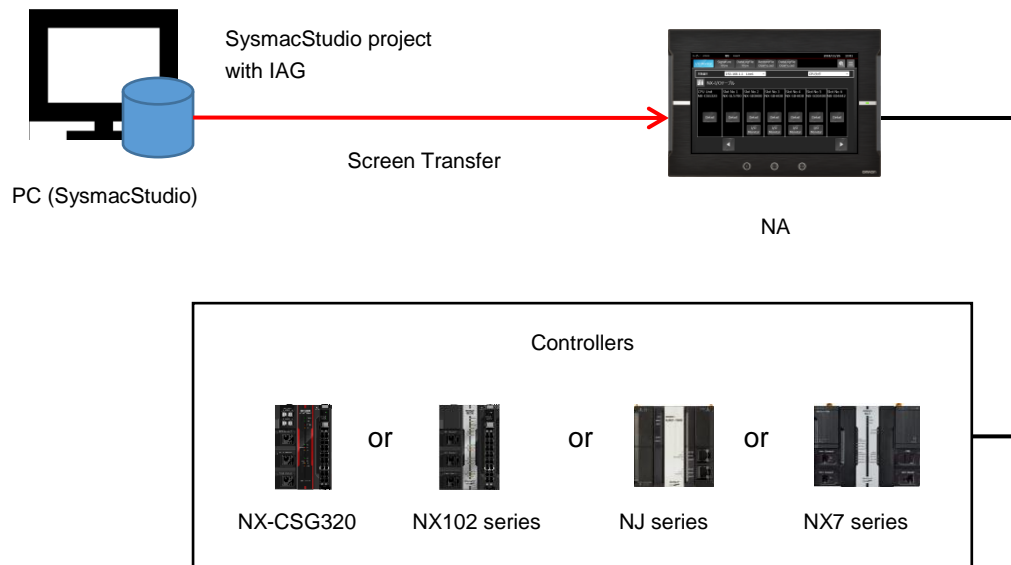 SysmacStudio project
with IAG
Screen Transfer
PC (SysmacStudio)
NA
Controllers
or
or
or
NX-CSG320
NX102 series
NJ series
NX7 series